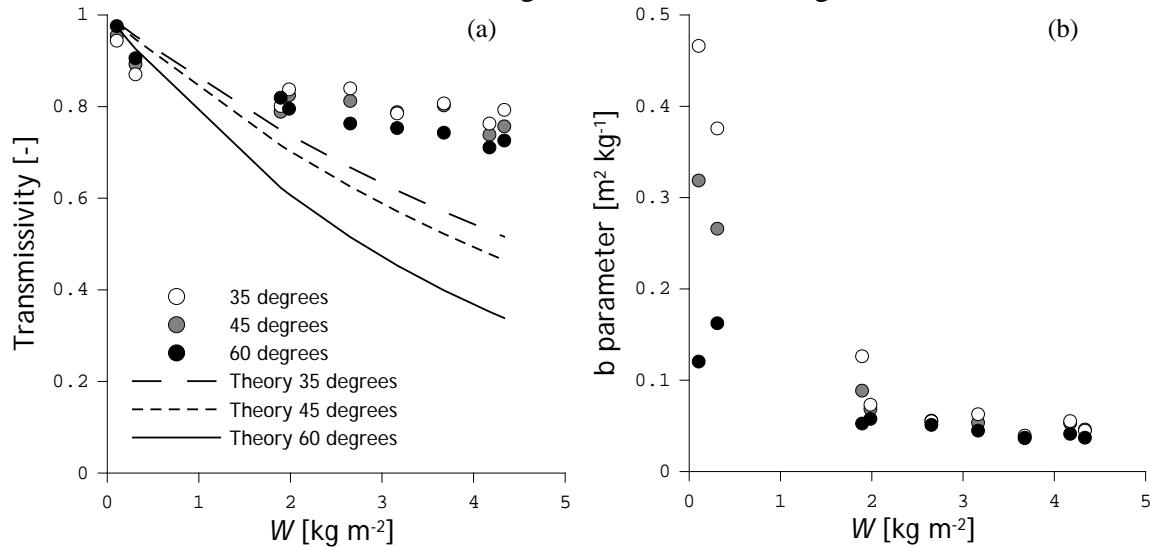 (a)
Transmissivity [-]
1
0.8
0.6
0.4
0.2
0
35 degrees
45 degrees
60 degrees
Theory 35 degrees
Theory 45 degrees
Theory 60 degrees
0 1 2 3 4 5
W [kg m-2]
(b)
b parameter [m2 kg-1]
0.5
0.4
0.3
0.2
0.1
0
0 1 2 3 4 5
W [kg m-2]